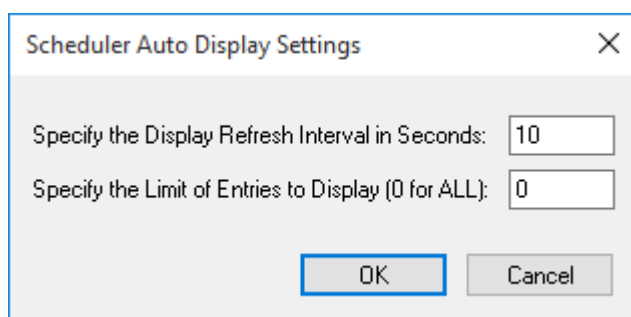 Scheduler Auto Display Settings
Specify the Display Refresh Interval in Seconds: 10
Specify the Limit of Entries to Display (0 for ALL): 0
OK Cancel